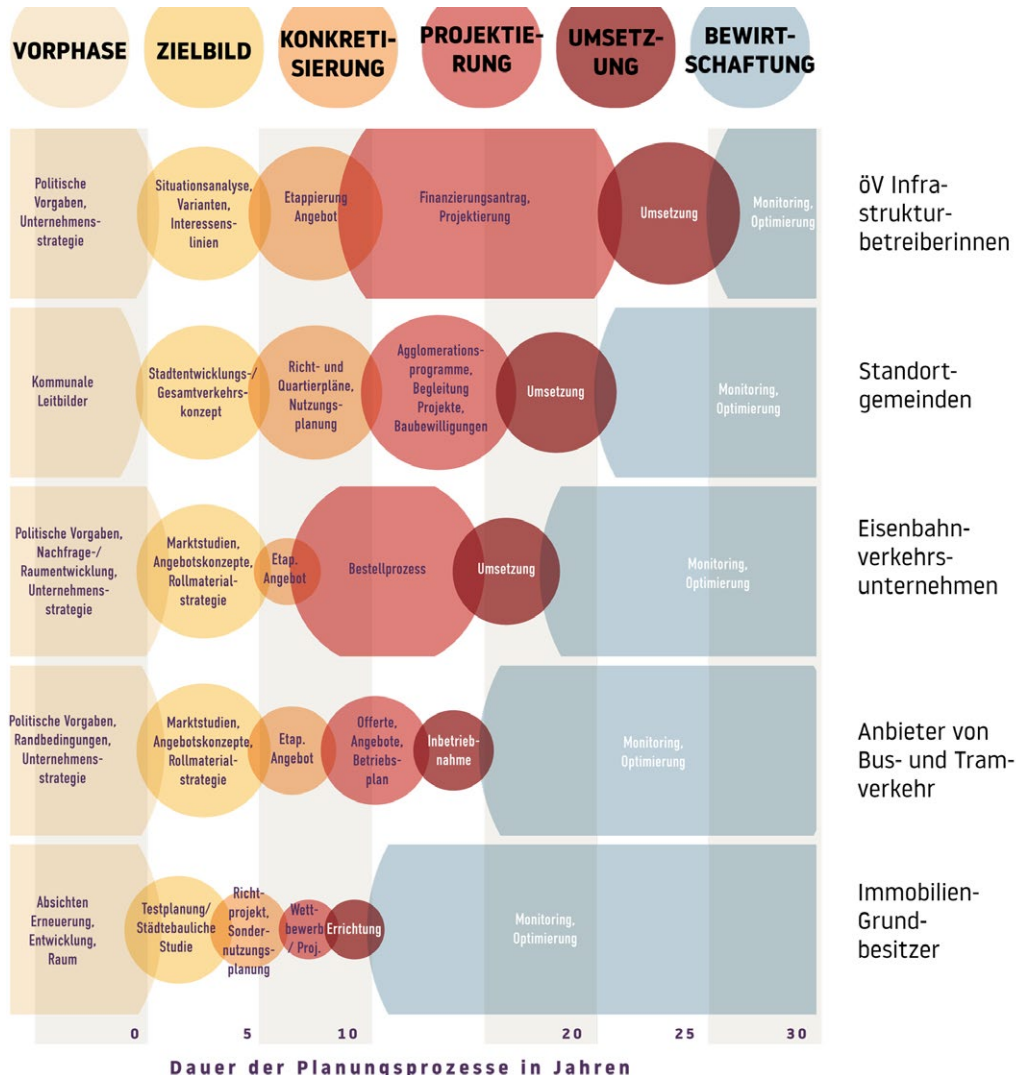 VORPHASE
ZIELBILD
KONKRETI-
SIERUNG
PROJEKTIE-
RUNG
UMSETZ-
UNG
BEWIRT-
SCHAFTUNG
Politische
Vorgaben,
Unternehmens-
strategie
Situationsanalyse,
Varianten,
Interessens-
linien
Etappierung
Angebot
Finanzierungsantrag,
Projektierung
Umsetzung
Monitoring,
Optimierung
öV Infra-
struktur-
betreiberinnen
Kommunale
Leitbilder
Stadtentwicklungs-/
Gesamtverkehrs-
konzept
Richt- und
Quartierpläne,
Nutzungs-
planung
Agglomerations-
programme,
Begleitung
Projekte,
Baubewilligungen
Umsetzung
Monitoring,
Optimierung
Standort-
gemeinden
Politische Vorgaben,
Nachfrage-/
Raumentwicklung,
Unternehmens-
strategie
Marktstudien,
Angebotskonzepte,
Rollmaterial-
strategie
Etap.
Angebot
Bestellprozess
Umsetzung
Monitoring,
Optimierung
Eisenbahn-
verkehrs-
unternehmen
Politische Vorgaben,
Randbedingungen,
Unternehmens-
strategie
Marktstudien,
Angebotskonzepte,
Rollmaterial-
strategie
Etap.
Angebot
Offerte,
Angebote,
Betriebs-
plan
Inbetrieb-
nahme
Monitoring,
Optimierung
Anbieter von
Bus- und Tram-
verkehr
Absichten
Erneuerung,
Entwicklung,
Raum
Testplanung/
Städtebauliche
Studie
Richt-
projekt,
Sonder-
nutzungs-
planung
Wett-
bewerb
/ Proj.
Errichtung
Monitoring,
Optimierung
Immobilien-
Grund-
besitzer
0 5 10 20 25 30
Dauer der Planungsprozesse in Jahren